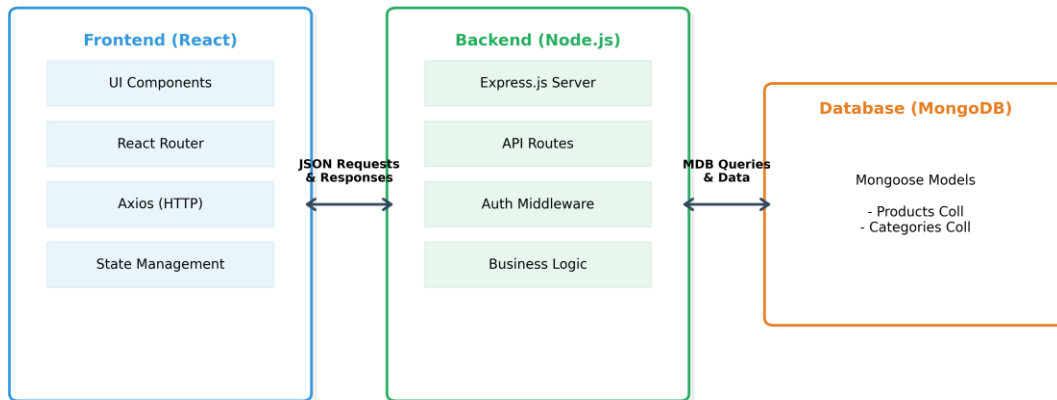 Frontend (React)
UI Components
React Router
Axios (HTTP)
State Management
JSON Requests
& Responses
Backend (Node.js)
Express.js Server
API Routes
Auth Middleware
Business Logic
MDB Queries
& Data
Database (MongoDB)
Mongoose Models
- Products Coll
- Categories Coll